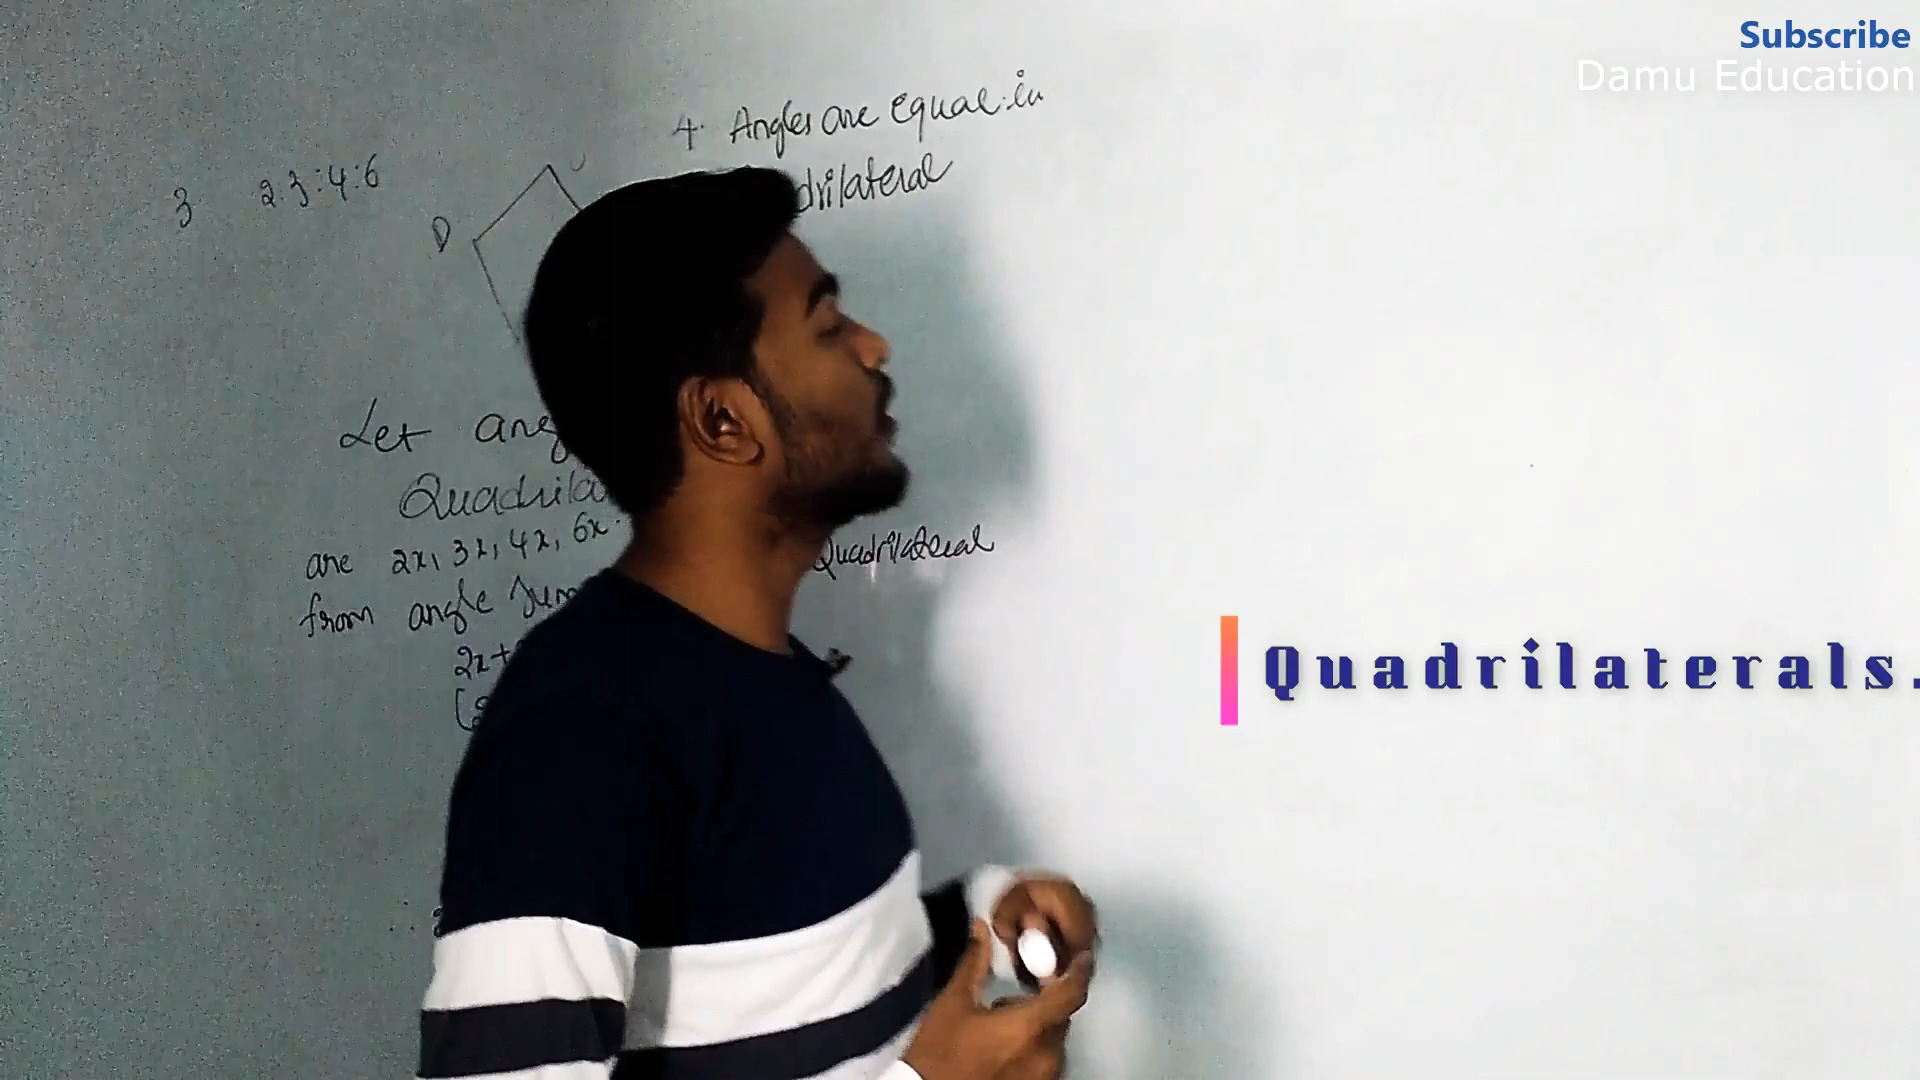 Subscribe
Damu Education
3 2:3:4:6
D
4. Angles are equal in
drilateral
Let ang
Quadrila
are 2x, 3x, 4x, 6x.
from angle sum
2x+
Quadrilateral
Quadrilaterals.